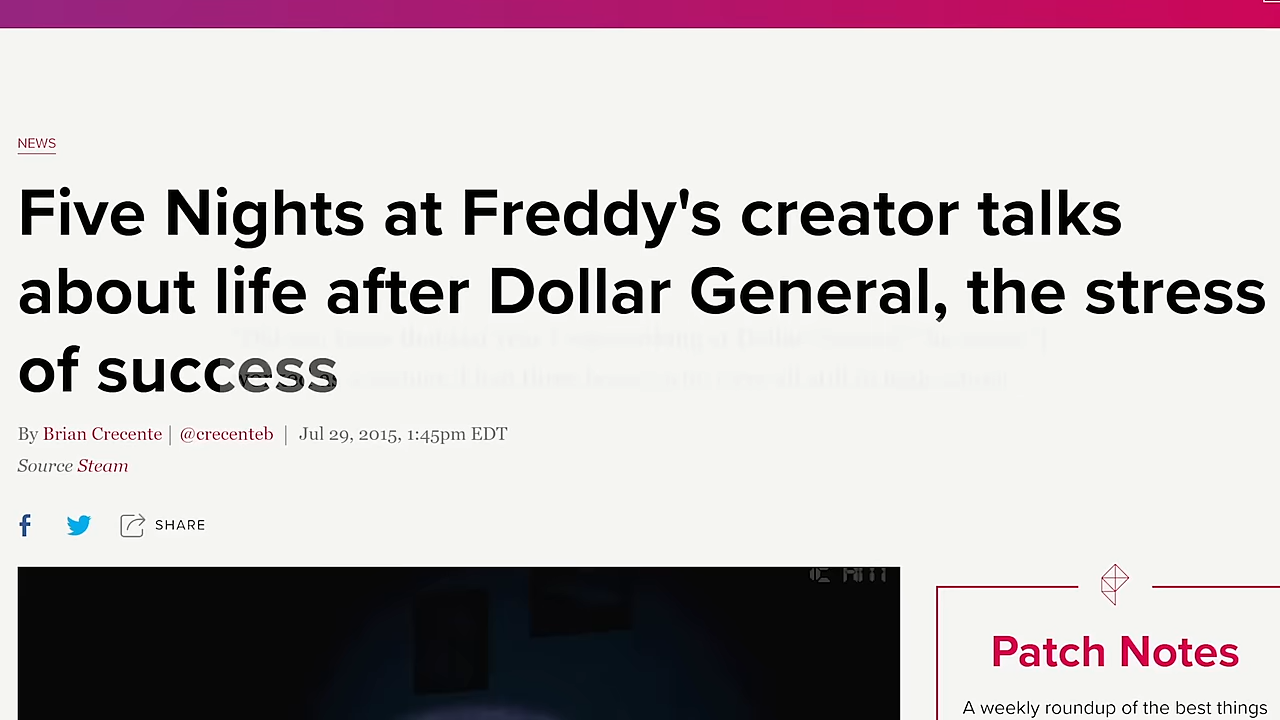 NEWS
Five Nights at Freddy's creator talks
about life after Dollar General, the stress
of success
By Brian Crecente | @crecenteb | Jul 29, 2015, 1:45pm EDT
Source Steam
SHARE
Patch Notes
A weekly roundup of the best things